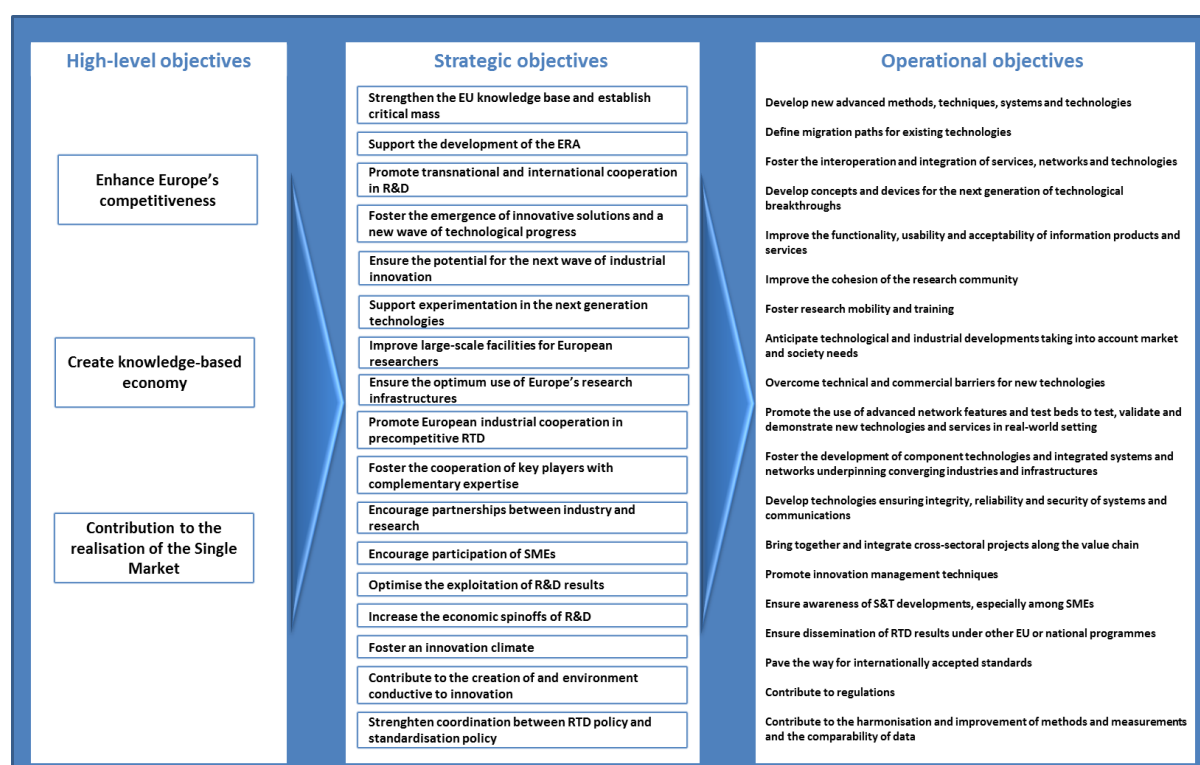 High-level objectives
Enhance Europe's
competitiveness
Create knowledge-based
economy
Contribution to the
realisation of the Single
Market
Strategic objectives
Strengthen the EU knowledge base and establish
critical mass
Support the development of the ERA
Promote transnational and international cooperation
in R&D
Foster the emergence of innovative solutions and a
new wave of technological progress
Ensure the potential for the next wave of industrial
innovation
Support experimentation in the next generation
technologies
Improve large-scale facilities for European
researchers
Ensure the optimum use of Europe's research
infrastructures
Promote European industrial cooperation in
precompetitive RTD
Foster the cooperation of key players with
complementary expertise
Encourage partnerships between industry and
research
Encourage participation of SMEs
Optimise the exploitation of R&D results
Increase the economic spinoffs of R&D
Foster an innovation climate
Contribute to the creation of and environment
conductive to innovation
Strenghten coordination between RTD policy and
standardisation policy
Operational objectives
Develop new advanced methods, techniques, systems and technologies
Define migration paths for existing technologies
Foster the interoperation and integration of services, networks and technologies
Develop concepts and devices for the next generation of technological
breakthroughs
Improve the functionality, usability and acceptability of information products and
services
Improve the cohesion of the research community
Foster research mobility and training
Anticipate technological and industrial developments taking into account market
and society needs
Overcome technical and commercial barriers for new technologies
Promote the use of advanced network features and test beds to test, validate and
demonstrate new technologies and services in real-world setting
Foster the development of component technologies and integrated systems and
networks underpinning converging industries and infrastructures
Develop technologies ensuring integrity, reliability and security of systems and
communications
Bring together and integrate cross-sectoral projects along the value chain
Promote innovation management techniques
Ensure awareness of S&T developments, especially among SMEs
Ensure dissemination of RTD results under other EU or national programmes
Pave the way for internationally accepted standards
Contribute to regulations
Contribute to the harmonisation and improvement of methods and measurements
and the comparability of data